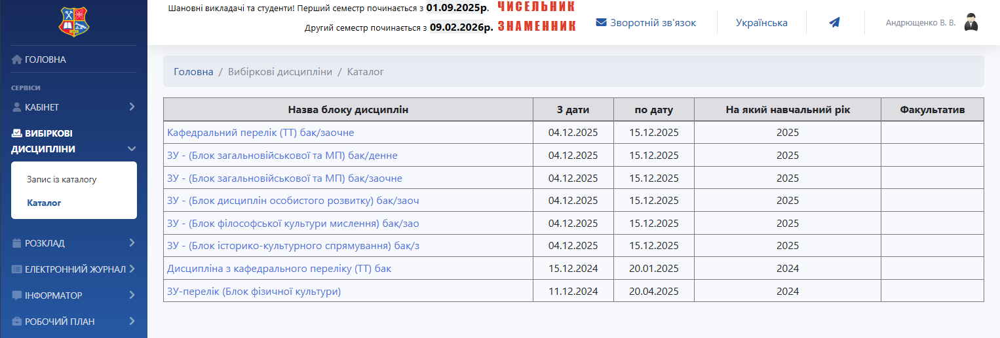 Шановні викладачі та студенти! Перший семестр починається з 01.09.2025р. ЧИСЕЛЬНИК
Другий семестр починається з 09.02.2026р. ЗНАМЕННИК
Зворотній зв'язок
Українська
Андрющенко В. В.
ГОЛОВНА
СЕРВІСИ
КАБІНЕТ
ВИБІРКОВІ
ДИСЦИПЛІНИ
Запис із каталогу
Каталог
РОЗКЛАД
ЕЛЕКТРОННИЙ ЖУРНАЛ
ІНФОРМАТОР
РОБОЧИЙ ПЛАН
Головна / Вибіркові дисципліни / Каталог
Назва блоку дисциплін З дати по дату На який навчальний рік Факультатив
Кафедральний перелік (ТТ) бак/заочне 04.12.2025 15.12.2025 2025
ЗУ - (Блок загальновійськової та МП) бак/денне 04.12.2025 15.12.2025 2025
ЗУ - (Блок загальновійськової та МП) бак/заочне 04.12.2025 15.12.2025 2025
ЗУ - (Блок дисциплін особистого розвитку) бак/заоч 04.12.2025 15.12.2025 2025
ЗУ - (Блок філософської культури мислення) бак/зао 04.12.2025 15.12.2025 2025
ЗУ - (Блок історико-культурного спрямування) бак/з 04.12.2025 15.12.2025 2025
Дисципліна з кафедрального переліку (ТТ) бак 15.12.2024 20.01.2025 2024
ЗУ-перелік (Блок фізичної культури) 11.12.2024 20.04.2025 2024